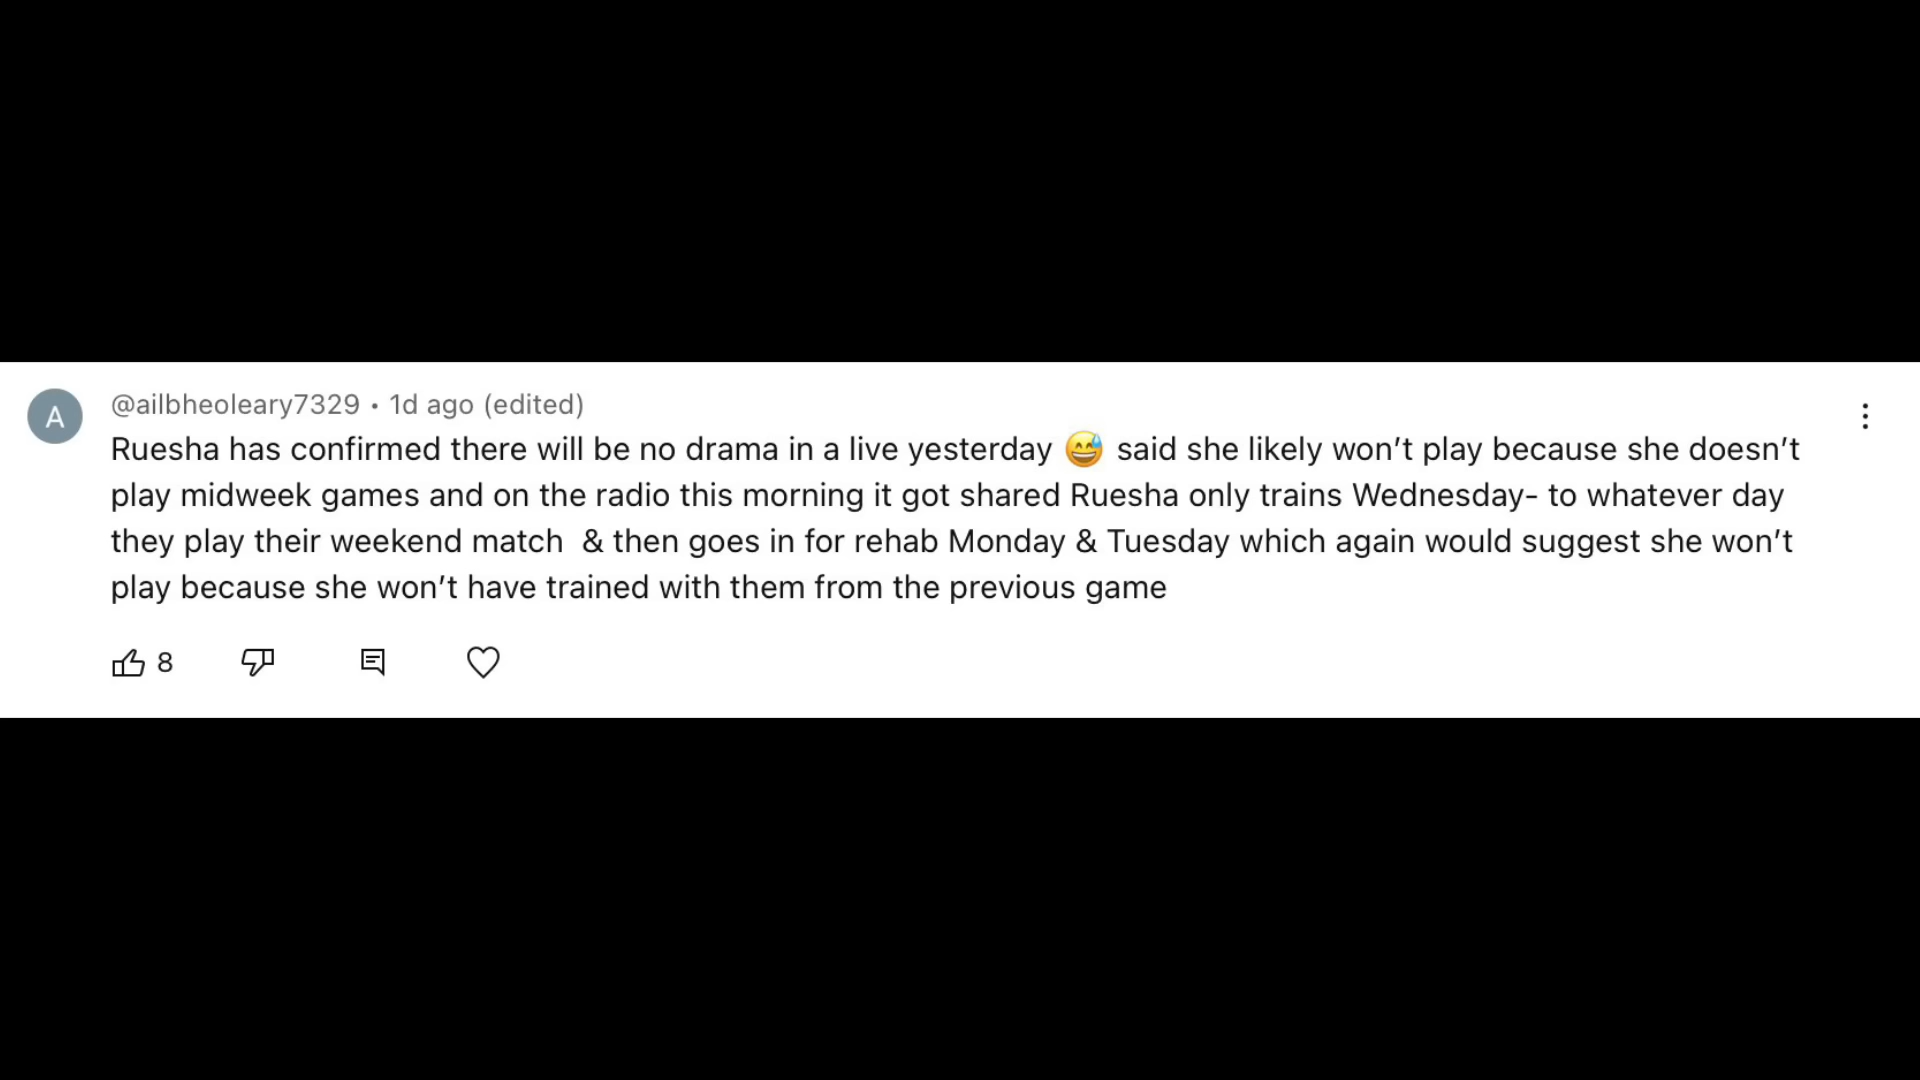 A
@ailbheoleary7329 • 1d ago (edited)
Ruesha has confirmed there will be no drama in a live yesterday 😅 said she likely won’t play because she doesn’t
play midweek games and on the radio this morning it got shared Ruesha only trains Wednesday- to whatever day
they play their weekend match  & then goes in for rehab Monday & Tuesday which again would suggest she won’t
play because she won’t have trained with them from the previous game
8